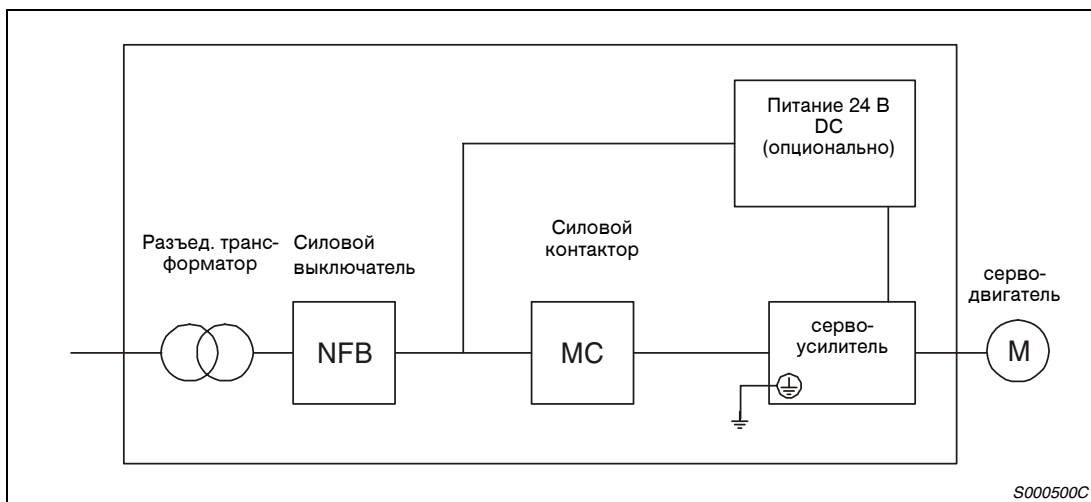 Питание 24 В
DC
(опционально)
Разъед. транс-
форматор
Силовой
выключатель
Силовой
контактор
серво-
двигатель
NFB
MC
серво-
усилитель
M
S000500C